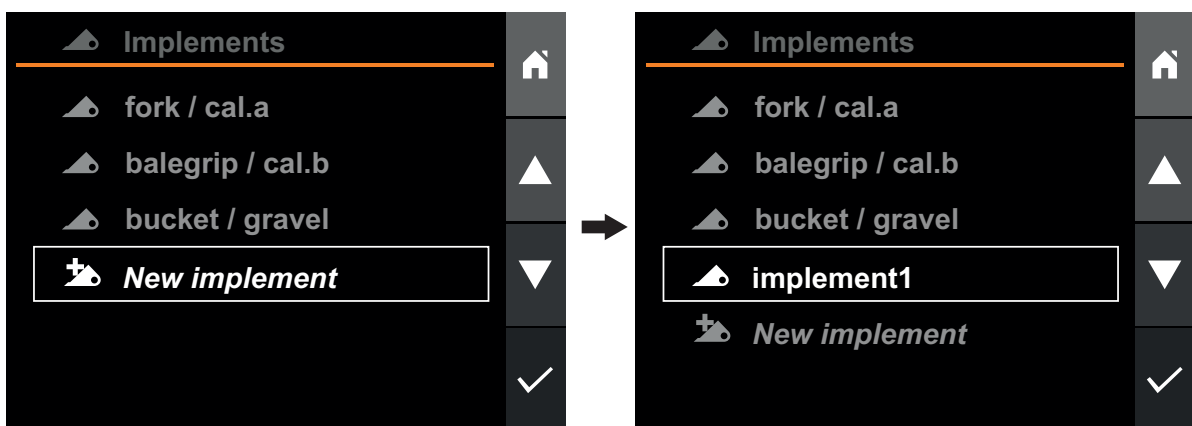 Implements
fork / cal.a
balegrip / cal.b
bucket / gravel
New implement
Implements
fork / cal.a
balegrip / cal.b
bucket / gravel
implement1
New implement